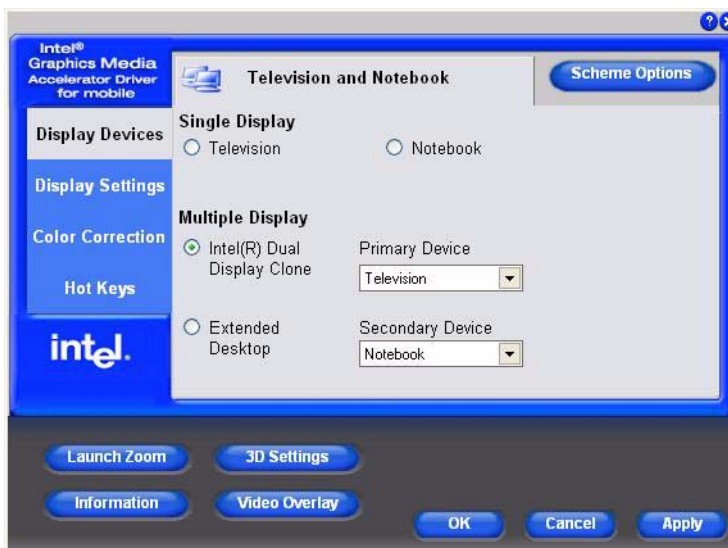 Intel®
Graphics Media
Accelerator Driver
for mobile
Television and Notebook
Scheme Options
Display Devices
Display Settings
Color Correction
Hot Keys
intel.
Single Display
Television
Notebook
Multiple Display
Intel(R) Dual
Display Clone
Primary Device
Television
Extended
Desktop
Secondary Device
Notebook
Launch Zoom
3D Settings
Information
Video Overlay
OK
Cancel
Apply